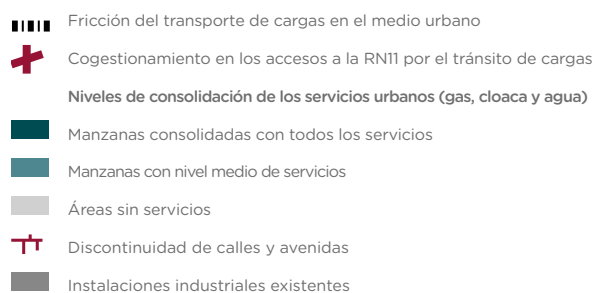 Fricción del transporte de cargas en el medio urbano
Cogestionamiento en los accesos a la RN11 por el tránsito de cargas
Niveles de consolidación de los servicios urbanos (gas, cloaca y agua)
Manzanas consolidadas con todos los servicios
Manzanas con nivel medio de servicios
Áreas sin servicios
Discontinuidad de calles y avenidas
Instalaciones industriales existentes